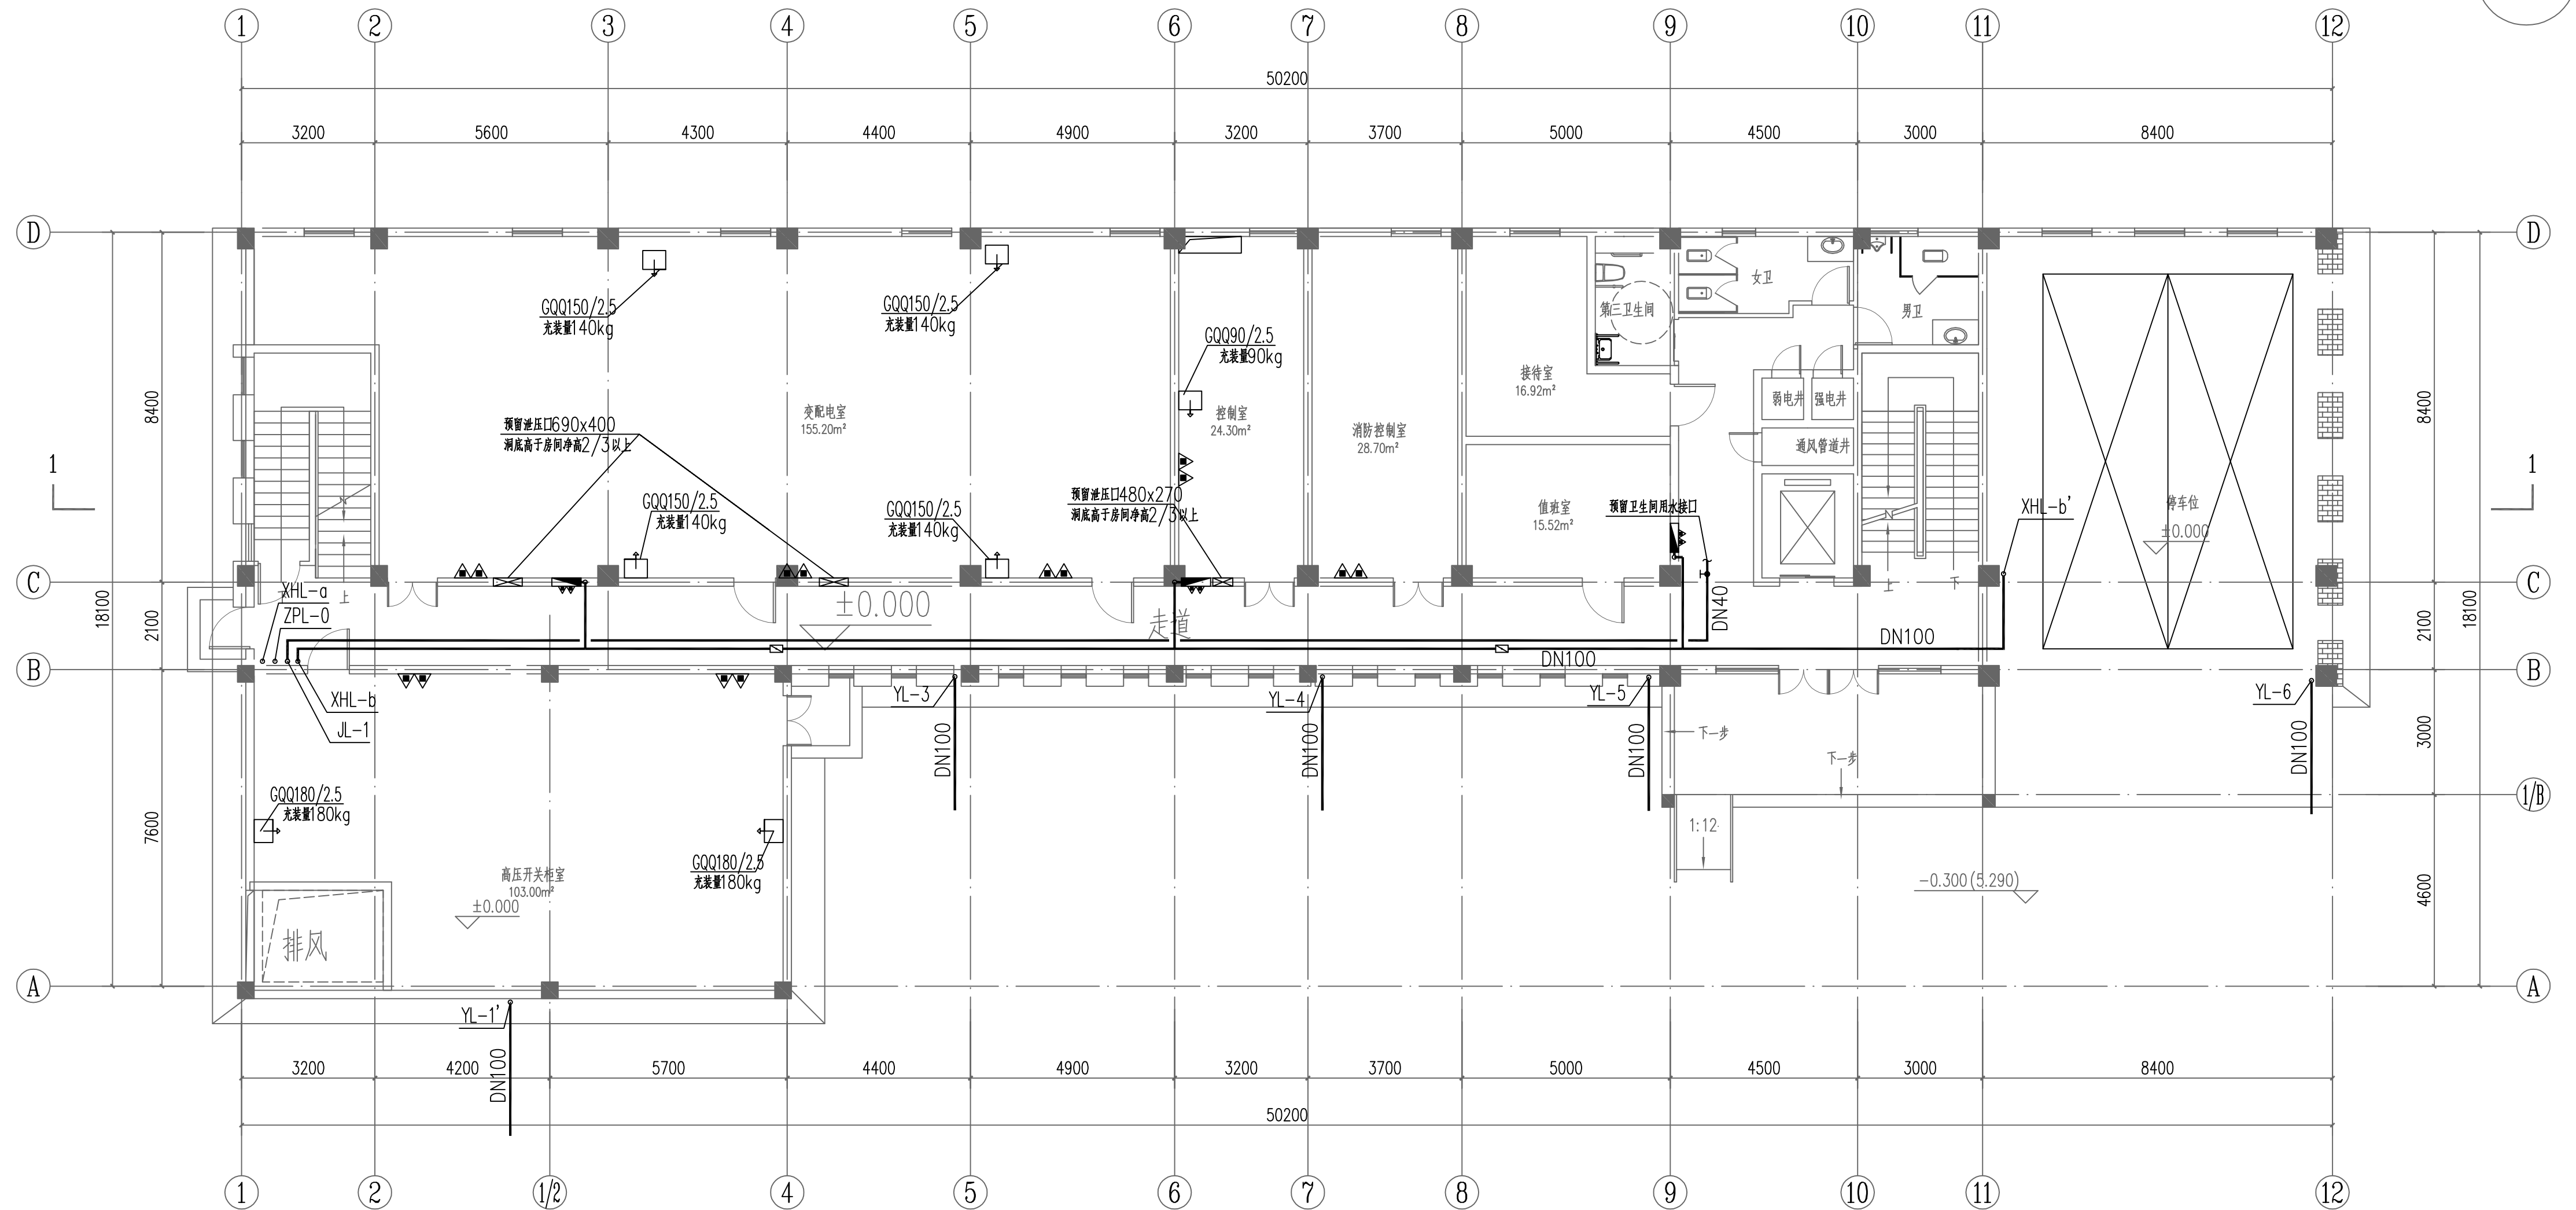 1 2 3 4 5 6 7 8 9 10 11 12
50200
3200 5600 4300 4400 4900 3200 3700 5000 4500 3000 8400
D D
GQQ150/2.5
充装量140kg
GQQ150/2.5
充装量140kg
GQQ90/2.5
充装量90kg
第三卫生间
女卫
男卫
接待室
16.92m²
弱电井
强电井
变配电室
155.20m²
控制室
24.30m²
消防控制室
28.70m²
8400
8400
预留泄压口690x400
洞底高于房间净高2/3以上
通风管道井
1
1
GQQ150/2.5
充装量140kg
GQQ150/2.5
充装量140kg
预留泄压口480x270
洞底高于房间净高2/3以上
值班室
15.52m²
预留卫生间用水接口
XHL-b'
停车位
±0.000
C C
XHL-a
上
ZPL-0
±0.000
走道
DN40
上
下
18100
2100
2100
18100
DN100
DN100
B B
XHL-b
JL-1
YL-3
YL-4
YL-5
YL-6
DN100
DN100
DN100
DN100
下一步
下一步
3000
GQQ180/2.5
充装量180kg
GQQ180/2.5
充装量180kg
1/B
7600
1:12
高压开关柜室
103.00m²
±0.000
-0.300(5.290)
4600
排风
A A
YL-1'
DN100
3200 4200 5700 4400 4900 3200 3700 5000 4500 3000 8400
50200
1 2 1/2 4 5 6 7 8 9 10 11 12